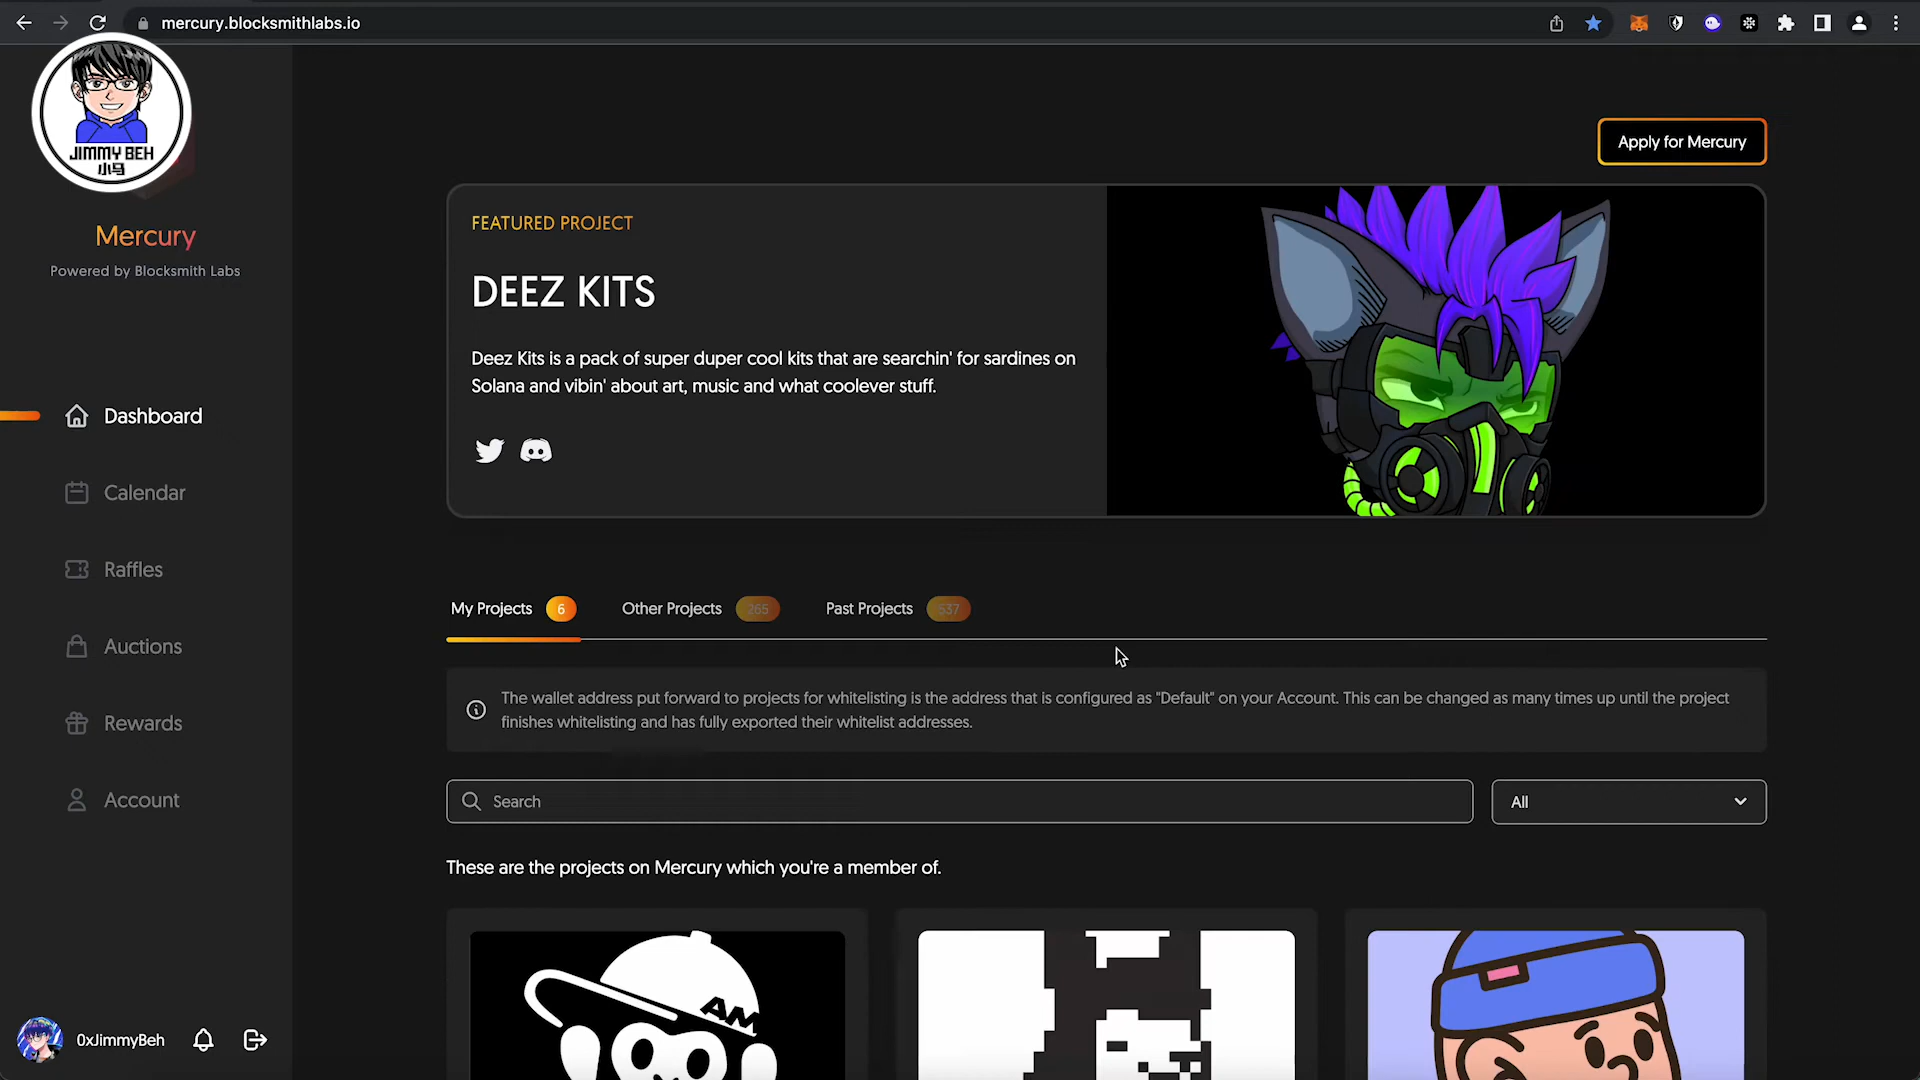 mercury.blocksmithlabs.io
JIMMY BEH
小马
Mercury
Powered by Blocksmith Labs
Dashboard
Calendar
Raffles
Auctions
Rewards
Account
0xJimmyBeh
Apply for Mercury
FEATURED PROJECT
DEEZ KITS
Deez Kits is a pack of super duper cool kits that are searchin' for sardines on
Solana and vibin' about art, music and what coolever stuff.
My Projects 6 Other Projects 265 Past Projects 537
The wallet address put forward to projects for whitelisting is the address that is configured as "Default" on your Account. This can be changed as many times up until the project
finishes whitelisting and has fully exported their whitelist addresses.
Search
All
These are the projects on Mercury which you're a member of.
AM